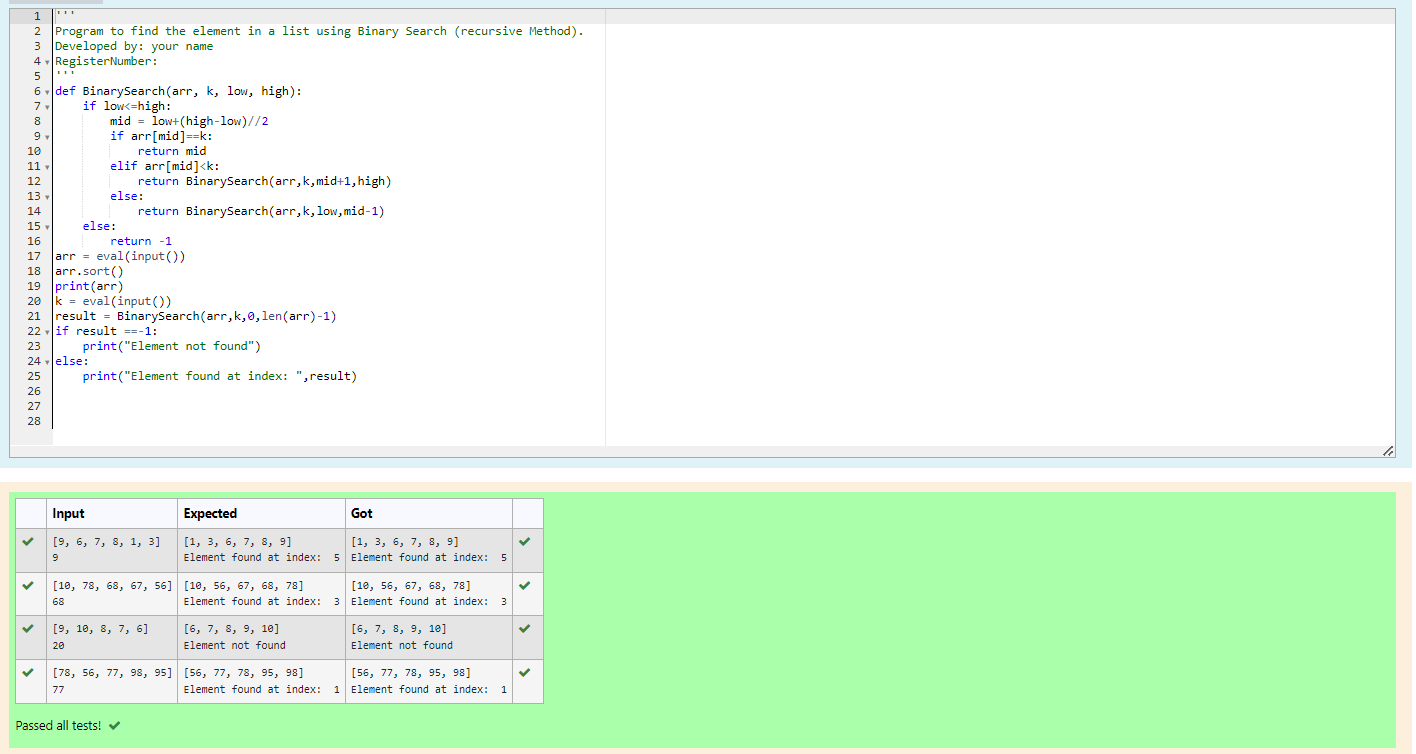 1 '''
2 Program to find the element in a list using Binary Search (recursive Method).
3 Developed by: your name
4 RegisterNumber:
5 '''
6 def BinarySearch(arr, k, low, high):
7     if low<=high:
8         mid = low+(high-low)//2
9         if arr[mid]==k:
10             return mid
11         elif arr[mid]<k:
12             return BinarySearch(arr,k,mid+1,high)
13         else:
14             return BinarySearch(arr,k,low,mid-1)
15     else:
16         return -1
17 arr = eval(input())
18 arr.sort()
19 print(arr)
20 k = eval(input())
21 result = BinarySearch(arr,k,0,len(arr)-1)
22 if result ==-1:
23     print("Element not found")
24 else:
25     print("Element found at index: ",result)
26
27
28
Input Expected Got
[9, 6, 7, 8, 1, 3] [1, 3, 6, 7, 8, 9] [1, 3, 6, 7, 8, 9]
9 Element found at index:  5 Element found at index:  5
[10, 78, 68, 67, 56] [10, 56, 67, 68, 78] [10, 56, 67, 68, 78]
68 Element found at index:  3 Element found at index:  3
[9, 10, 8, 7, 6] [6, 7, 8, 9, 10] [6, 7, 8, 9, 10]
20 Element not found Element not found
[78, 56, 77, 98, 95] [56, 77, 78, 95, 98] [56, 77, 78, 95, 98]
77 Element found at index:  1 Element found at index:  1
Passed all tests!